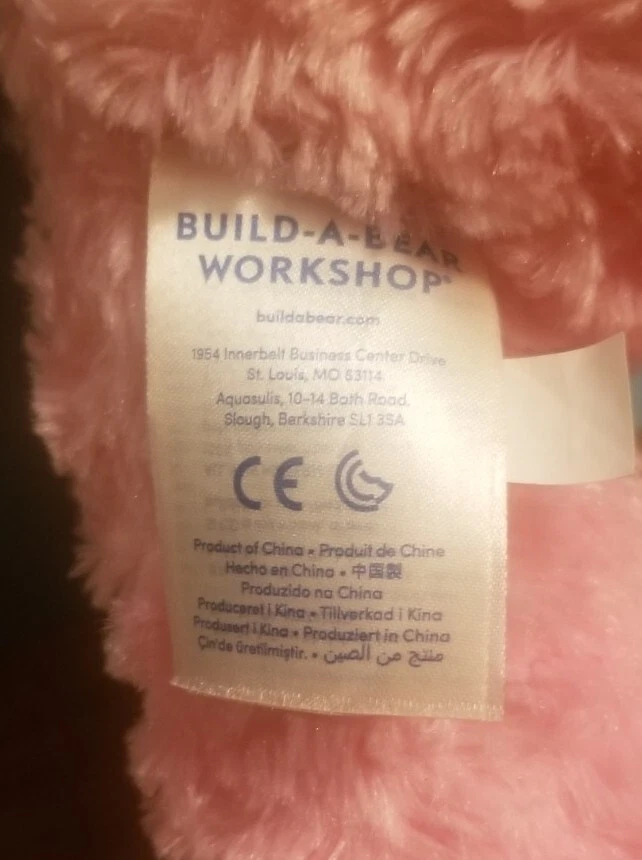 BUILD-A-BEAR
WORKSHOP®
buildabear.com
1954 Innerbelt Business Center Drive
St. Louis, MO 63114
Aquasulis, 10-14 Bath Road,
Slough, Berkshire SL1 3SA
CE
Product of China • Produit de Chine
Hecho en China • 中国製
Produzido na China
Produceret i Kina • Tillverkad i Kina
Produsert i Kina • Produziert in China
Çin'de üretilmiştir. • منتج من الصين